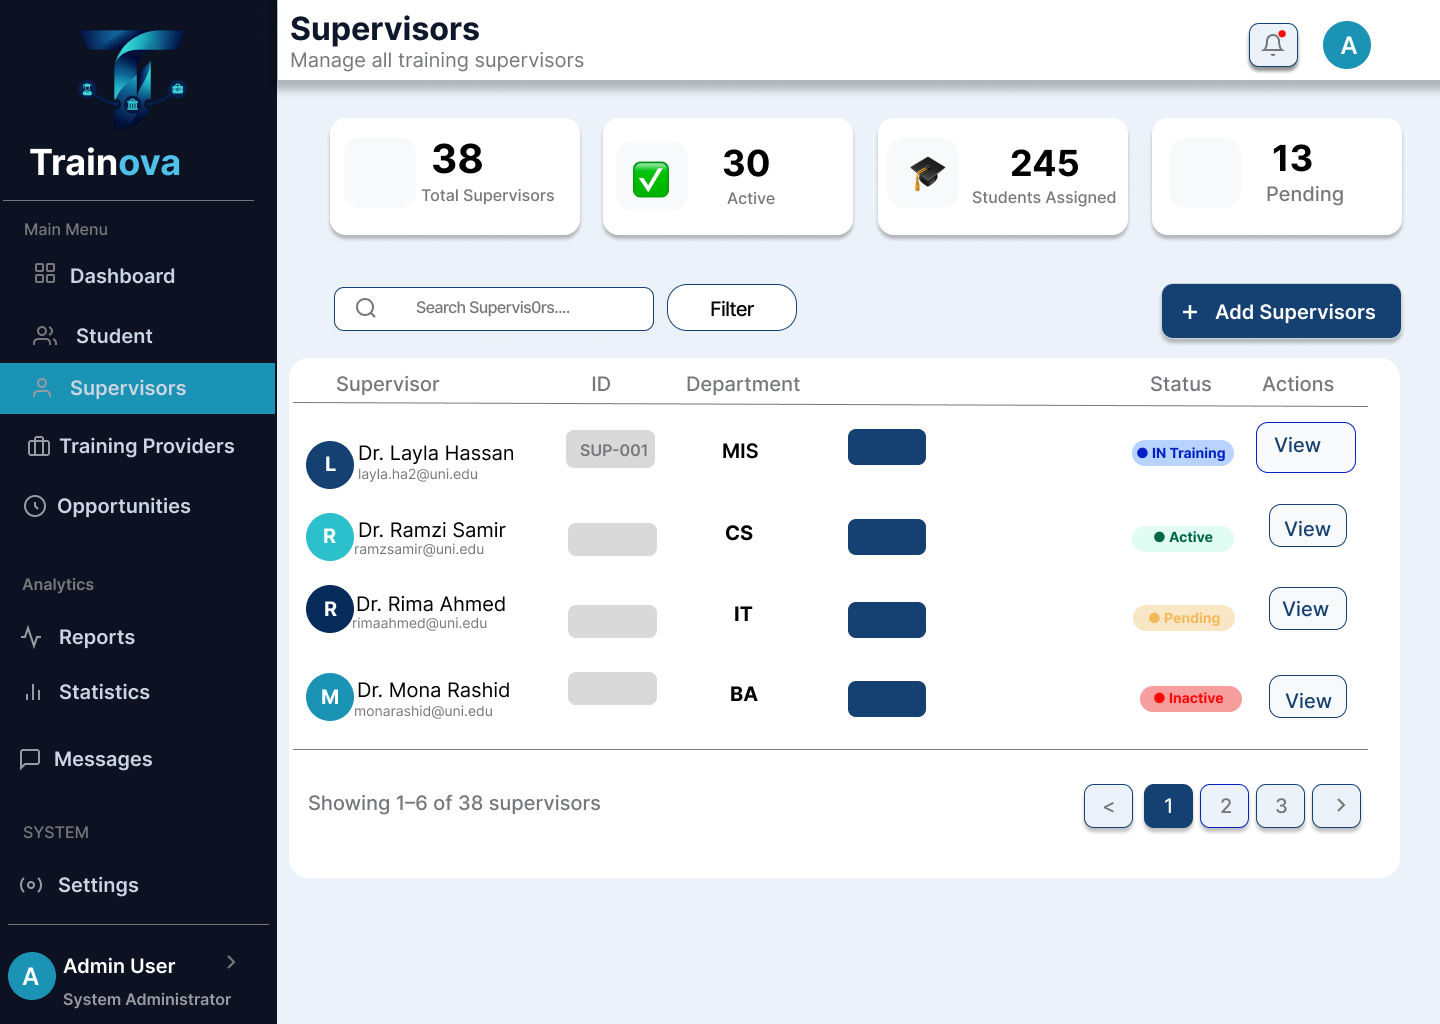 Trainova
Main Menu
Dashboard
Student
Supervisors
Training Providers
Opportunities
Analytics
Reports
Statistics
Messages
SYSTEM
Settings
A
Admin User
System Administrator
Supervisors
Manage all training supervisors
A
38
Total Supervisors
30
Active
245
Students Assigned
13
Pending
Search Supervis0rs....
Filter
+ Add Supervisors
Supervisor ID Department Status Actions
L Dr. Layla Hassan SUP-001 MIS IN Training View
layla.ha2@uni.edu
R Dr. Ramzi Samir CS Active View
ramzsamir@uni.edu
R Dr. Rima Ahmed IT Pending View
rimaahmed@uni.edu
M Dr. Mona Rashid BA Inactive View
monarashid@uni.edu
Showing 1–6 of 38 supervisors
< 1 2 3 >